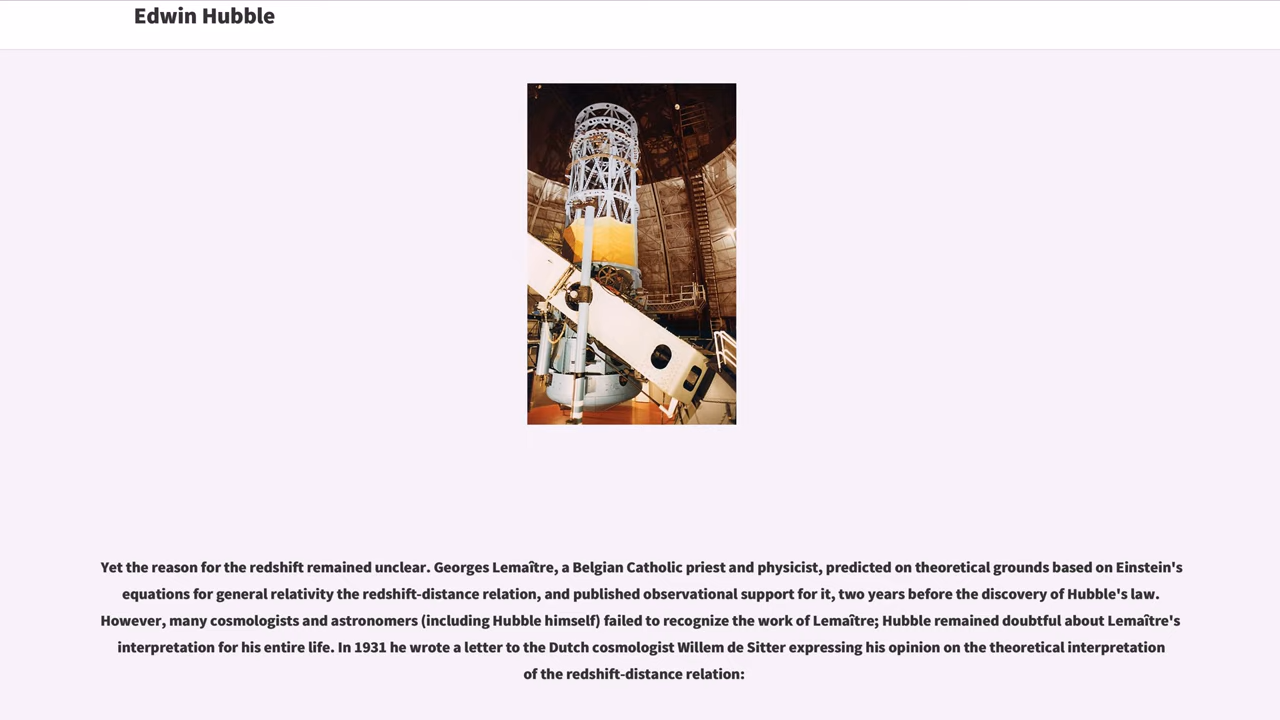 Edwin Hubble
Yet the reason for the redshift remained unclear. Georges Lemaître, a Belgian Catholic priest and physicist, predicted on theoretical grounds based on Einstein's
equations for general relativity the redshift-distance relation, and published observational support for it, two years before the discovery of Hubble's law.
However, many cosmologists and astronomers (including Hubble himself) failed to recognize the work of Lemaître; Hubble remained doubtful about Lemaître's
interpretation for his entire life. In 1931 he wrote a letter to the Dutch cosmologist Willem de Sitter expressing his opinion on the theoretical interpretation
of the redshift-distance relation: